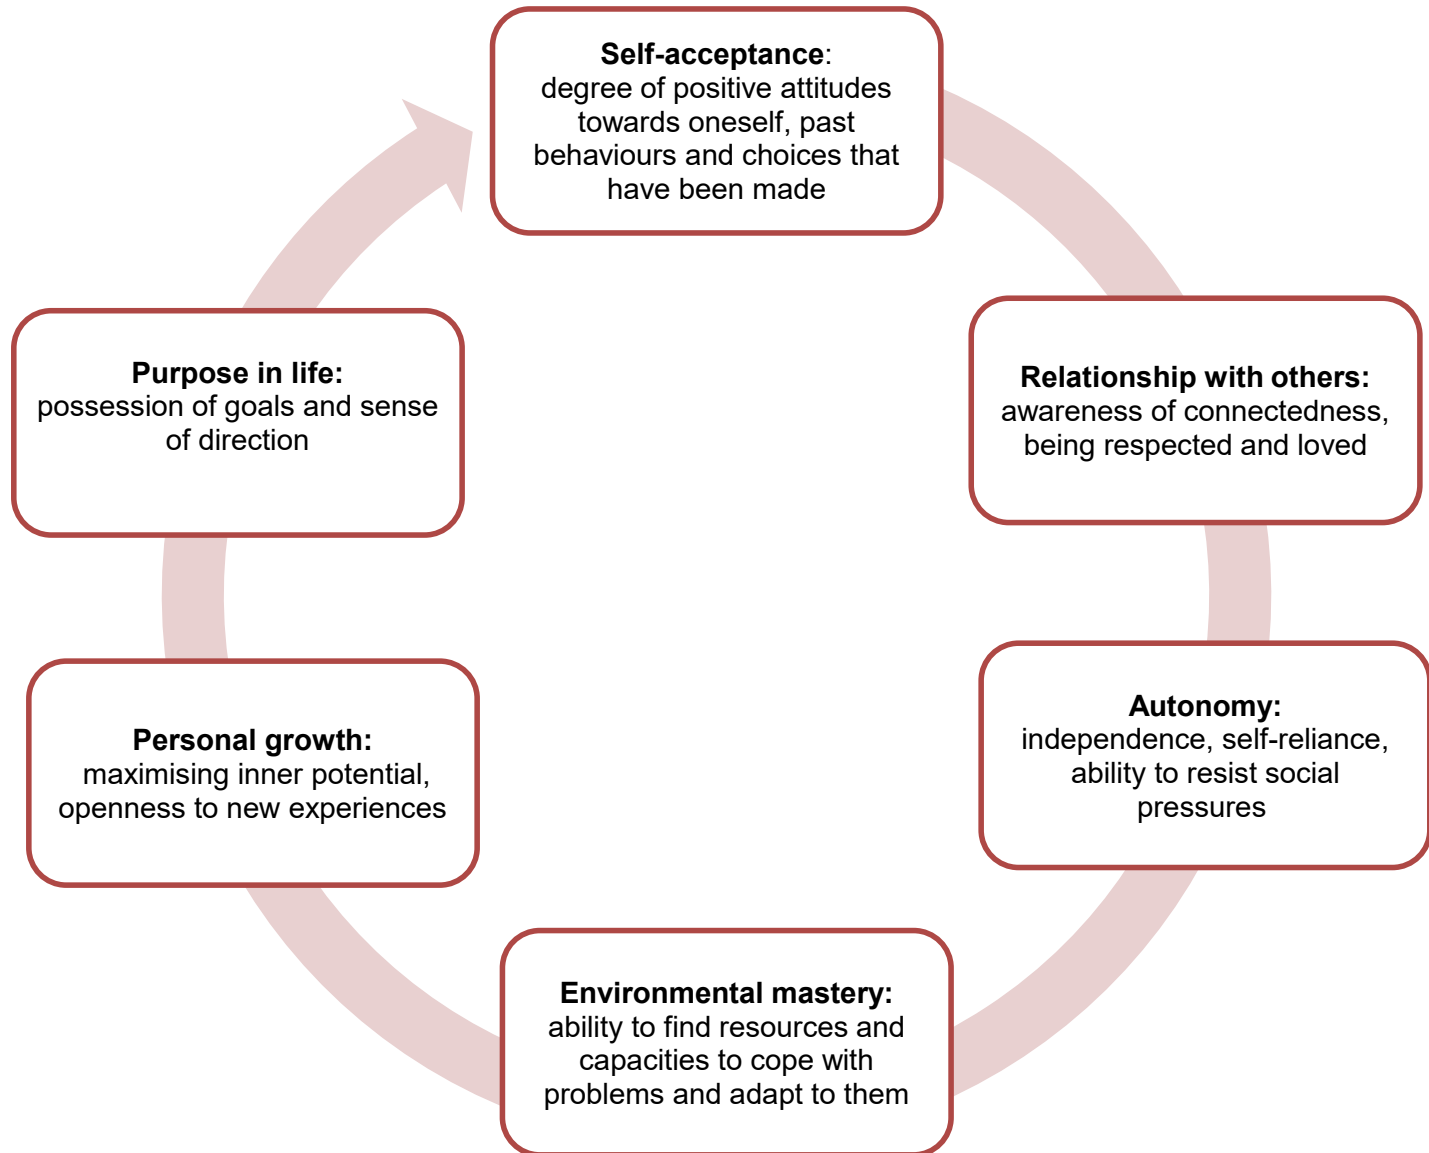 Self-acceptance:
degree of positive attitudes
towards oneself, past
behaviours and choices that
have been made
Relationship with others:
awareness of connectedness,
being respected and loved
Autonomy:
independence, self-reliance,
ability to resist social
pressures
Environmental mastery:
ability to find resources and
capacities to cope with
problems and adapt to them
Personal growth:
maximising inner potential,
openness to new experiences
Purpose in life:
possession of goals and sense
of direction